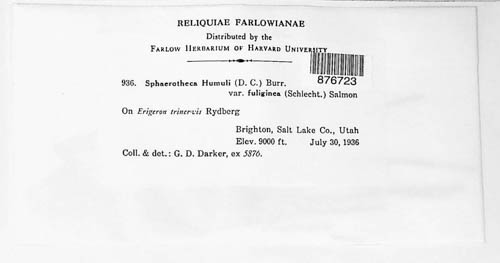 RELIQUIAE FARLOWIANAE
Distributed by the
FARLOW HERBARIUM OF HARVARD UNIVERSITY
876723
936. Sphaerotheca Humuli (D. C.) Burr.
var. fuliginea (Schlecht.) Salmon
On Erigeron trinervis Rydberg
Brighton, Salt Lake Co., Utah
Elev. 9000 ft. July 30, 1936
Coll. & det.: G. D. Darker, ex 5876.